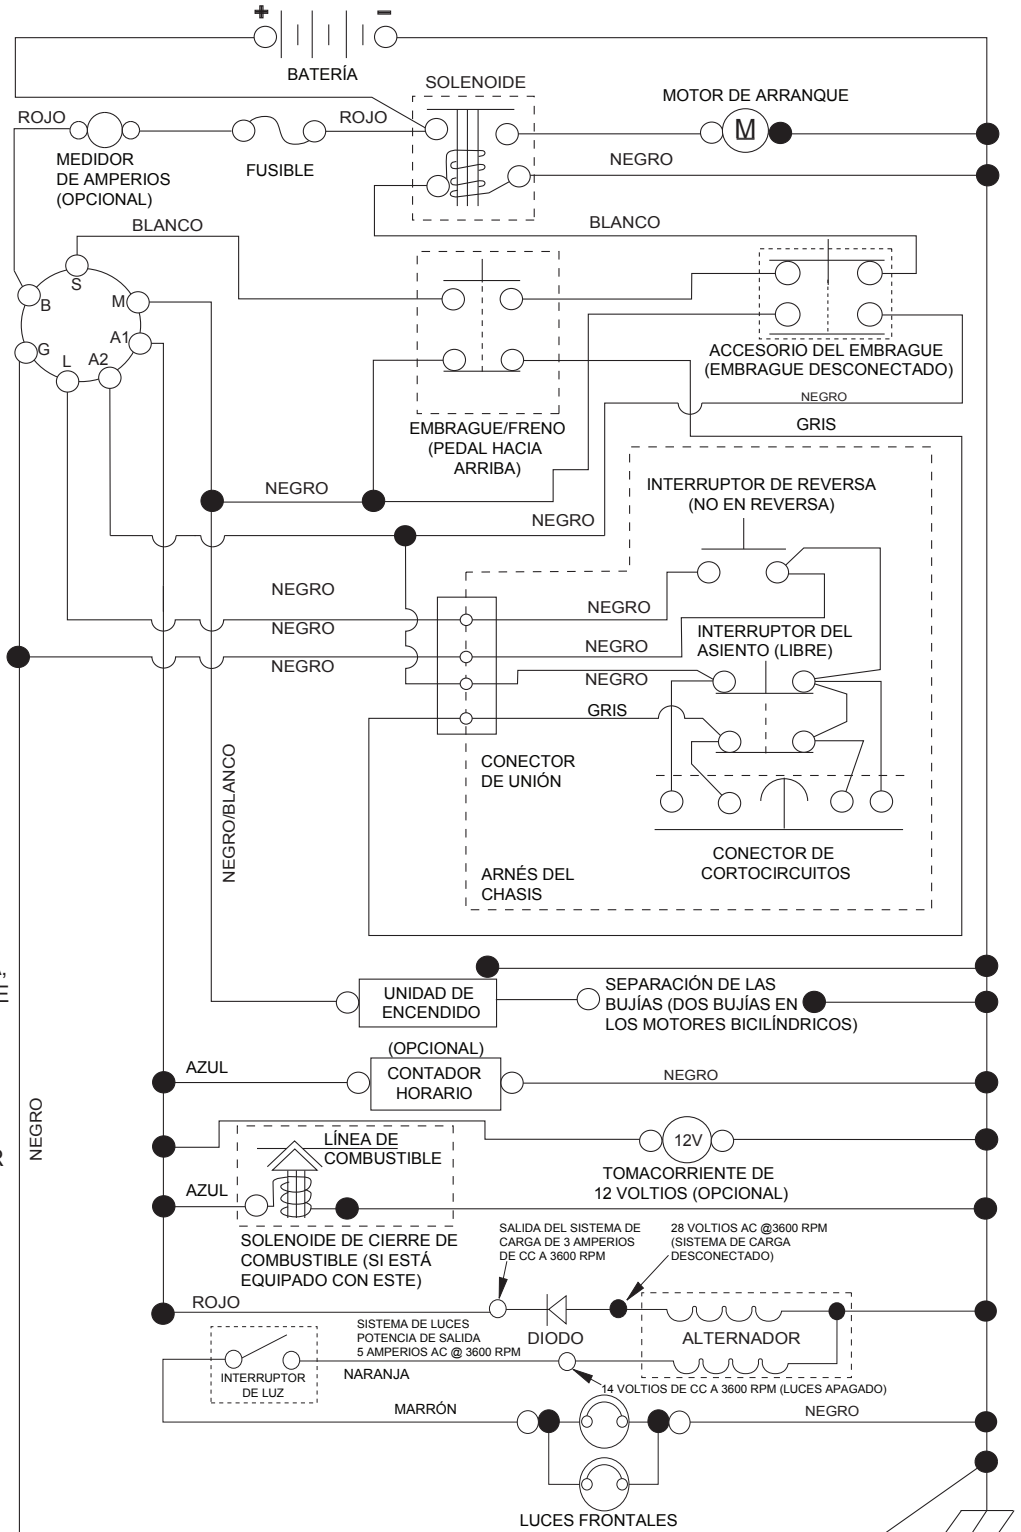 + −
BATERÍA
SOLENOIDE
MOTOR DE ARRANQUE
M
ROJO
ROJO
MEDIDOR
DE AMPERIOS
(OPCIONAL)
FUSIBLE
NEGRO
BLANCO
BLANCO
S
B
M
G
A1
L
A2
ACCESORIO DEL EMBRAGUE
(EMBRAGUE DESCONECTADO)
NEGRO
EMBRAGUE/FRENO
(PEDAL HACIA
ARRIBA)
GRIS
NEGRO
INTERRUPTOR DE REVERSA
(NO EN REVERSA)
NEGRO
NEGRO
NEGRO
NEGRO
NEGRO
INTERRUPTOR DEL
ASIENTO (LIBRE)
NEGRO
NEGRO
GRIS
CONECTOR
DE UNIÓN
NEGRO/BLANCO
CONECTOR DE
CORTOCIRCUITOS
ARNÉS DEL
CHASIS
UNIDAD DE
ENCENDIDO
SEPARACIÓN DE LAS
BUJÍAS (DOS BUJÍAS EN
LOS MOTORES BICILÍNDRICOS)
(OPCIONAL)
AZUL
CONTADOR
HORARIO
NEGRO
NEGRO
LÍNEA DE
COMBUSTIBLE
12V
TOMACORRIENTE DE
12 VOLTIOS (OPCIONAL)
AZUL
SOLENOIDE DE CIERRE DE
COMBUSTIBLE (SI ESTÁ
EQUIPADO CON ESTE)
SALIDA DEL SISTEMA DE
CARGA DE 3 AMPERIOS
DE CC A 3600 RPM
28 VOLTIOS AC @3600 RPM
(SISTEMA DE CARGA
DESCONECTADO)
ROJO
DIODO
ALTERNADOR
SISTEMA DE LUCES
POTENCIA DE SALIDA
5 AMPERIOS AC @ 3600 RPM
INTERRUPTOR
DE LUZ
NARANJA
14 VOLTIOS DE CC A 3600 RPM (LUCES APAGADO)
MARRÓN
NEGRO
LUCES FRONTALES